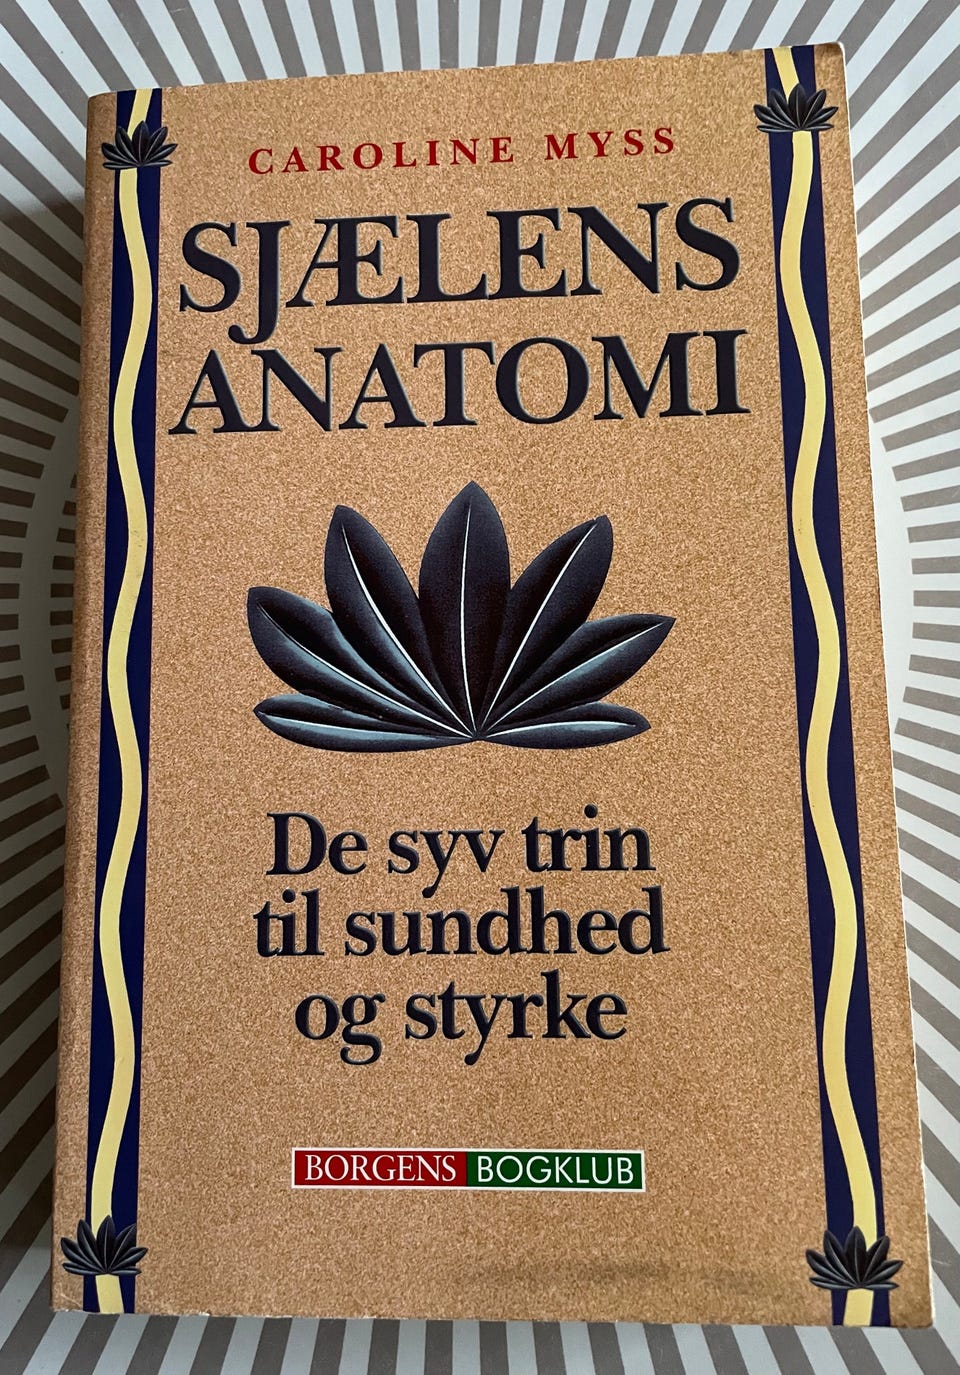 CAROLINE MYSS
SJÆLENS
ANATOMI
De syv trin
til sundhed
og styrke
BORGENS BOGKLUB